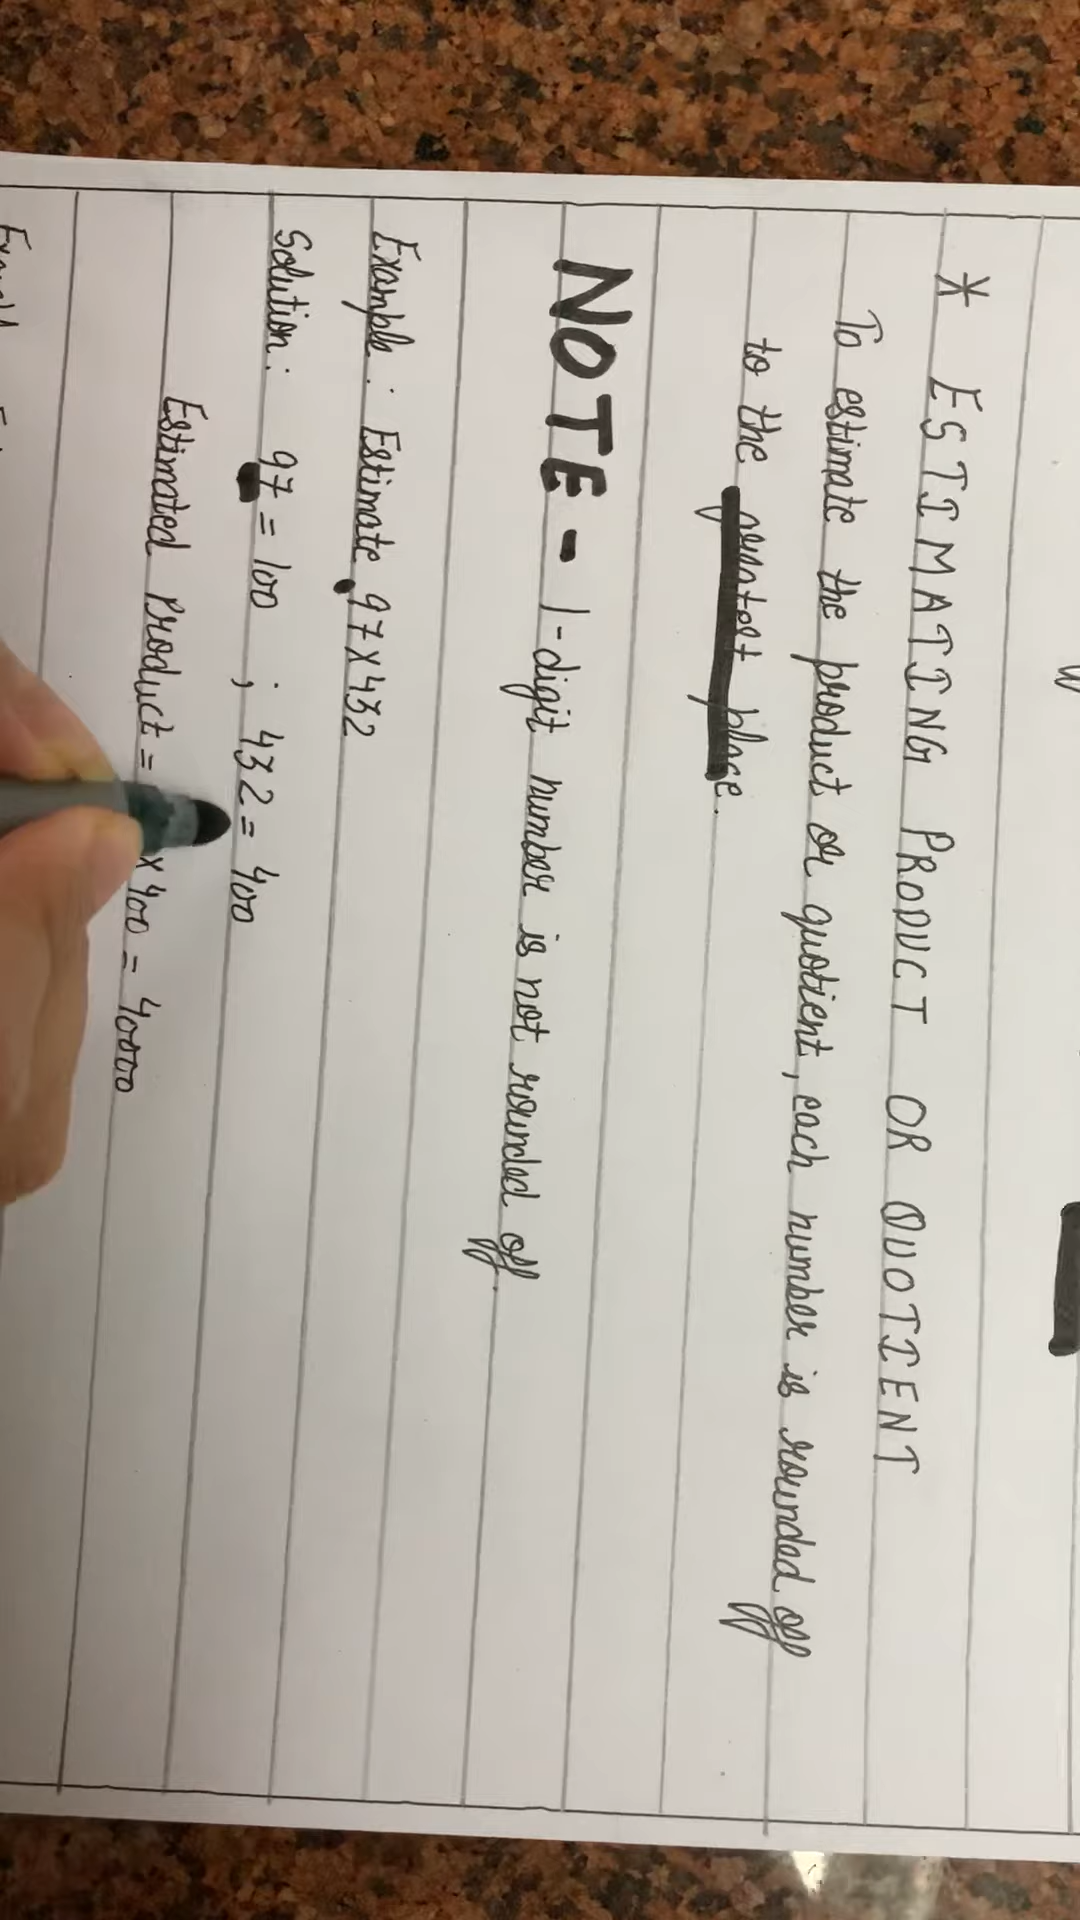 * ESTIMATING PRODUCT OR QUOTIENT
To estimate the product or quotient, each number is rounded off
to the greatest place.
NOTE - 1-digit number is not rounded off.
Example : Estimate 97 x 432
Solution : 97 = 100 ; 432 = 400
Estimated Product = x 400 = 40000